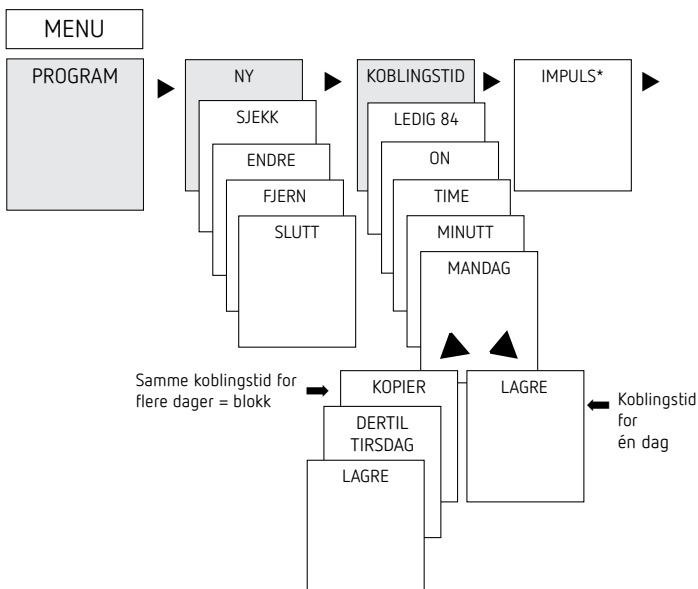 MENU
PROGRAM
NY
SJEKK
ENDRE
FJERN
SLUTT
KOBLINGSTID
LEDIG 84
ON
TIME
MINUTT
MANDAG
IMPULS*
Samme koblingstid for
flere dager = blokk
KOPIER
DERTIL
TIRSDAG
LAGRE
LAGRE
Koblingstid
for
én dag